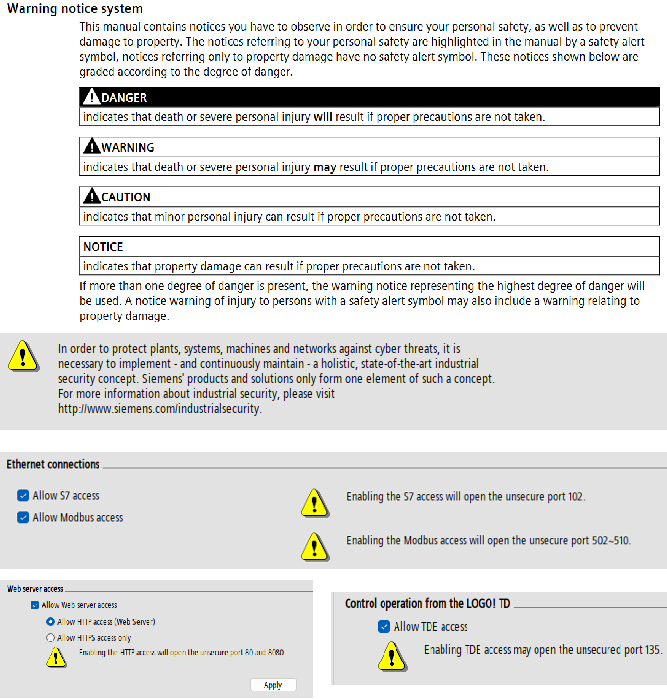 Warning notice system
This manual contains notices you have to observe in order to ensure your personal safety, as well as to prevent
damage to property. The notices referring to your personal safety are highlighted in the manual by a safety alert
symbol, notices referring only to property damage have no safety alert symbol. These notices shown below are
graded according to the degree of danger.
DANGER
indicates that death or severe personal injury will result if proper precautions are not taken.
WARNING
indicates that death or severe personal injury may result if proper precautions are not taken.
CAUTION
indicates that minor personal injury can result if proper precautions are not taken.
NOTICE
indicates that property damage can result if proper precautions are not taken.
If more than one degree of danger is present, the warning notice representing the highest degree of danger will
be used. A notice warning of injury to persons with a safety alert symbol may also include a warning relating to
property damage.
In order to protect plants, systems, machines and networks against cyber threats, it is
necessary to implement - and continuously maintain - a holistic, state-of-the-art industrial
security concept. Siemens' products and solutions only form one element of such a concept.
For more information about industrial security, please visit
http://www.siemens.com/industrialsecurity.
Ethernet connections
Allow S7 access
Enabling the S7 access will open the unsecure port 102.
Allow Modbus access
Enabling the Modbus access will open the unsecure port 502~510.
Web server access
Allow Web server access
Allow HTTP access (Web Server)
Allow HTTPS access only
Enabling the HTTP access will open the unsecure port 80 and 8080
Apply
Control operation from the LOGO! TD
Allow TDE access
Enabling TDE access may open the unsecured port 135.